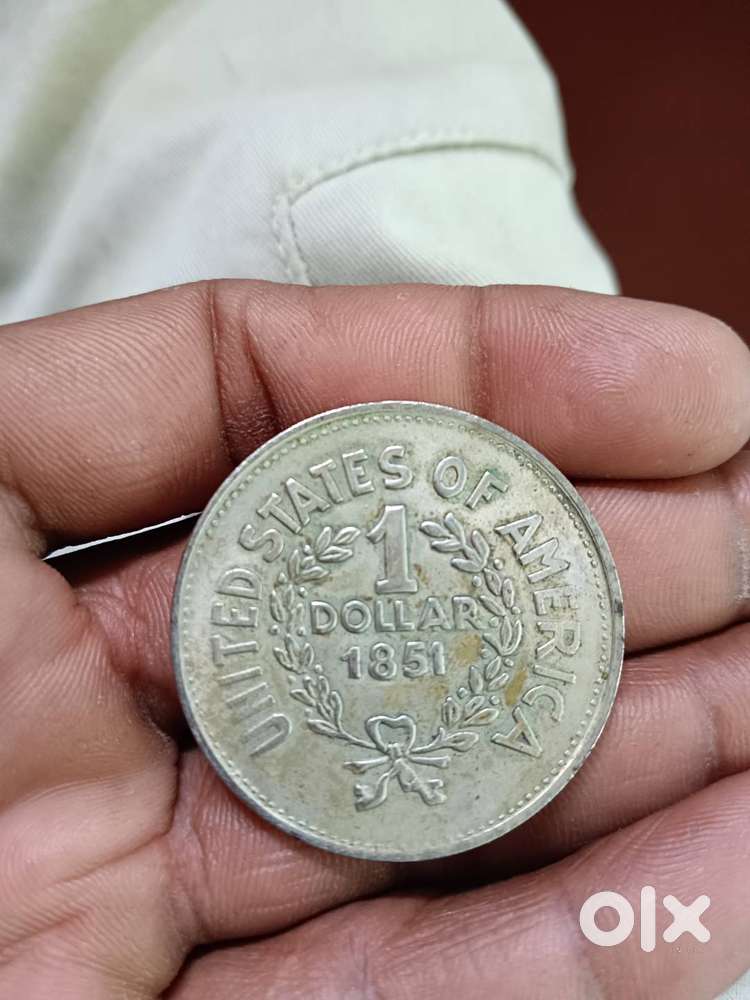 UNITED STATES OF AMERICA
1
DOLLAR
1851
olx